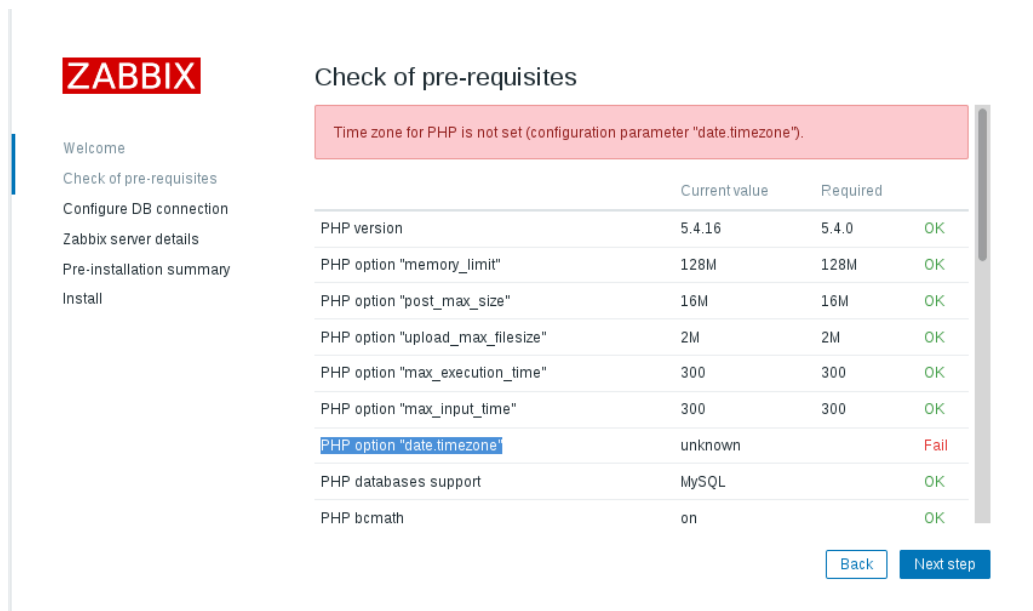 ZABBIX
Welcome
Check of pre-requisites
Configure DB connection
Zabbix server details
Pre-installation summary
Install
Check of pre-requisites
Time zone for PHP is not set (configuration parameter "date.timezone").
Current value Required
PHP version 5.4.16 5.4.0 OK
PHP option "memory_limit" 128M 128M OK
PHP option "post_max_size" 16M 16M OK
PHP option "upload_max_filesize" 2M 2M OK
PHP option "max_execution_time" 300 300 OK
PHP option "max_input_time" 300 300 OK
PHP option "date.timezone" unknown Fail
PHP databases support MySQL OK
PHP bcmath on OK
Back Next step